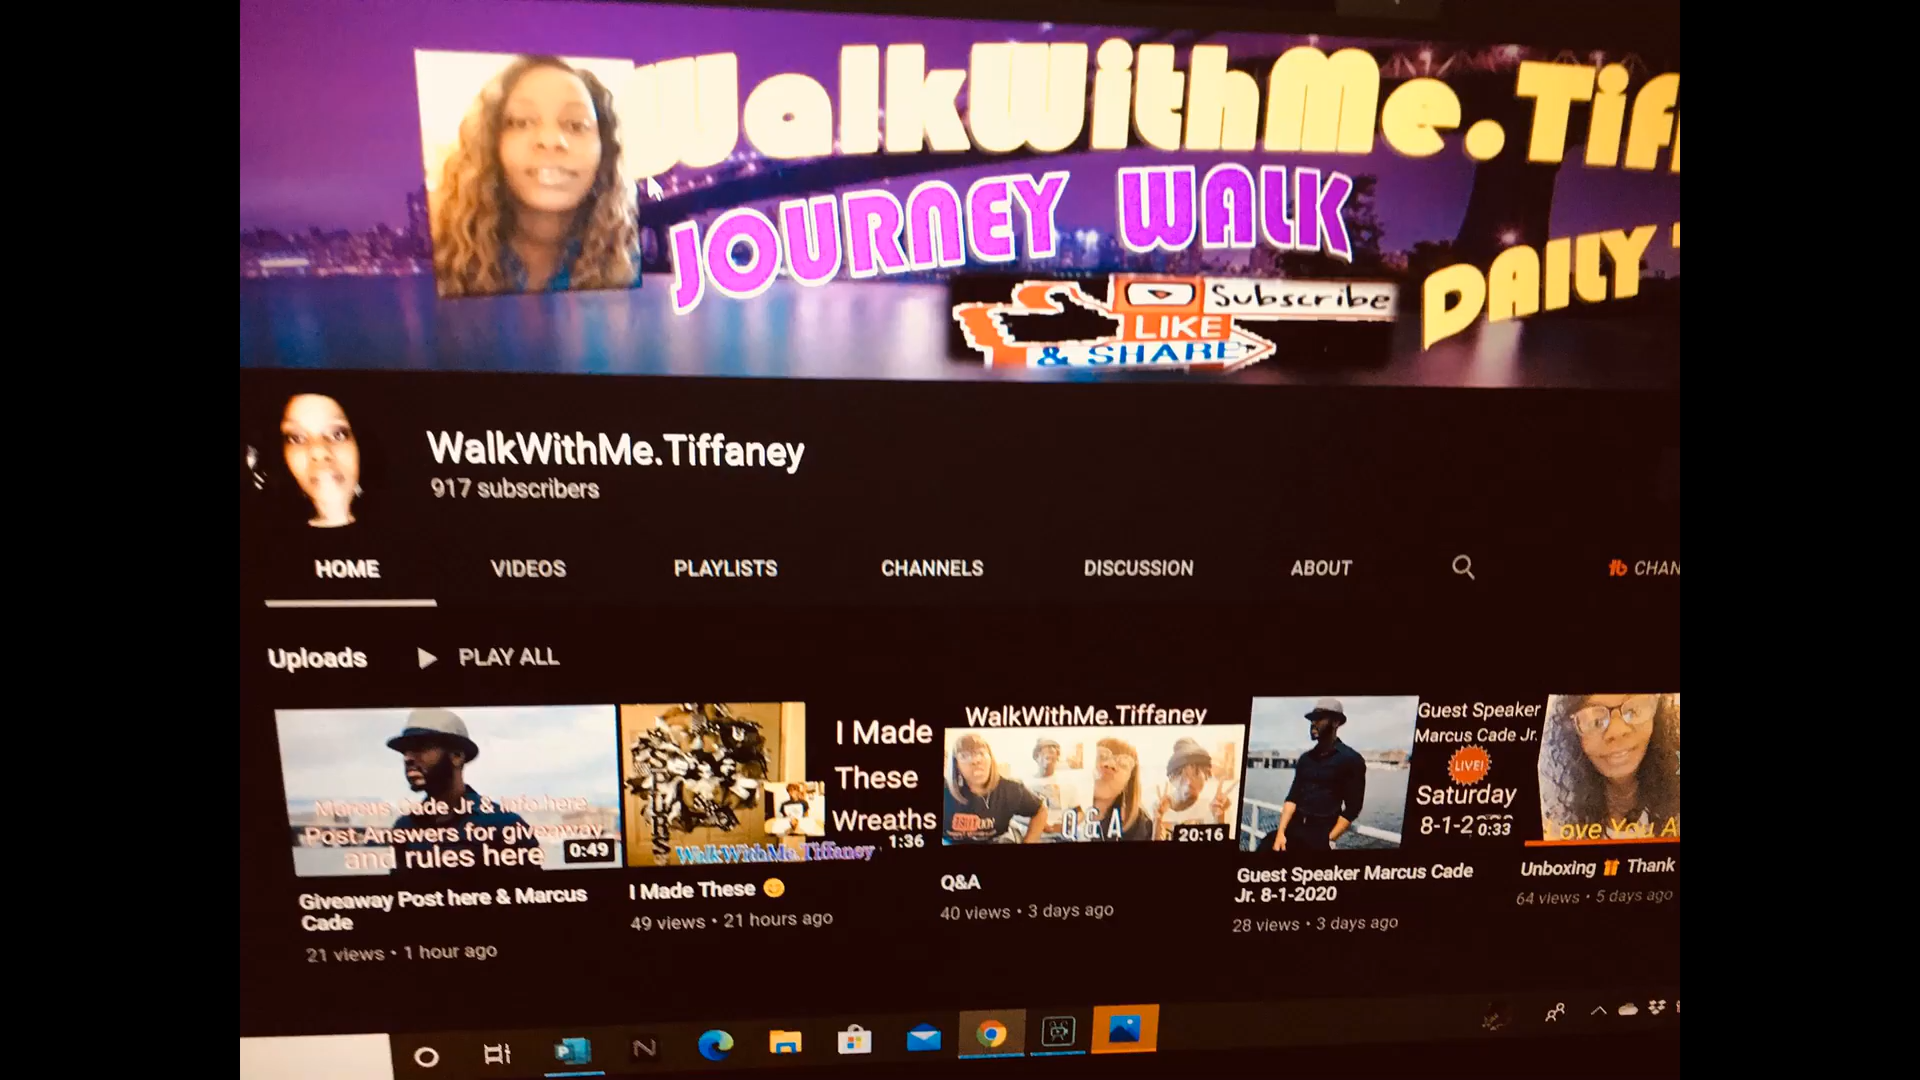 WalkWithMe.Tif
JOURNEY WALK
Subscribe
LIKE
& SHARE
DAILY
WalkWithMe.Tiffaney
917 subscribers
HOME VIDEOS PLAYLISTS CHANNELS DISCUSSION ABOUT CHAN
Uploads PLAY ALL
Marcus Cade Jr & info here
Post Answers for giveaway
and rules here
0:49
Giveaway Post here & Marcus
Cade
21 views • 1 hour ago
I Made
These
Wreaths
WalkWithMe.Tiffaney
1:36
I Made These 😊
49 views • 21 hours ago
WalkWithMe.Tiffaney
Q&A
20:16
Q&A
40 views • 3 days ago
Guest Speaker
Marcus Cade Jr.
LIVE!
Saturday
8-1-2
0:33
Guest Speaker Marcus Cade
Jr. 8-1-2020
28 views • 3 days ago
Love You A
Unboxing 🎁 Thank
64 views • 5 days ago